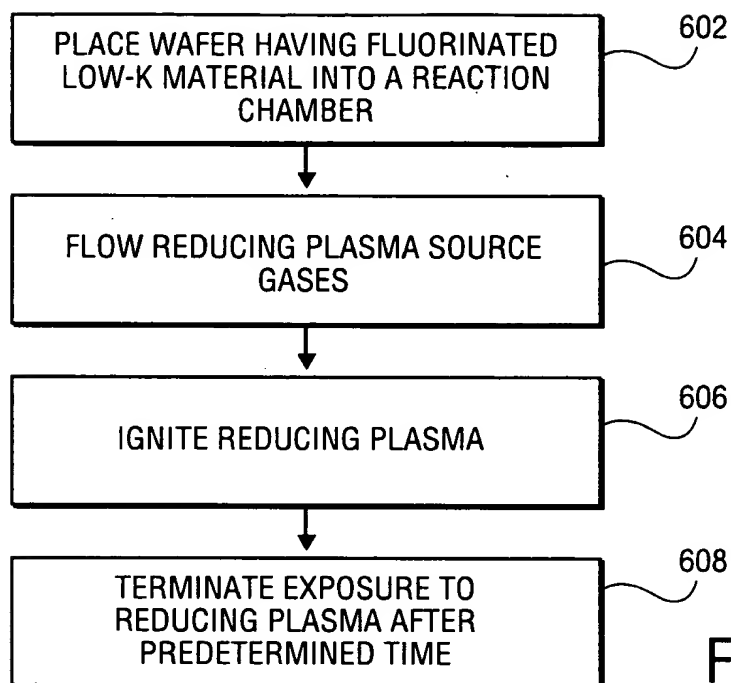 PLACE WAFER HAVING FLUORINATED
LOW-K MATERIAL INTO A REACTION
CHAMBER
602
FLOW REDUCING PLASMA SOURCE
GASES
604
IGNITE REDUCING PLASMA
606
TERMINATE EXPOSURE TO
REDUCING PLASMA AFTER
PREDETERMINED TIME
608